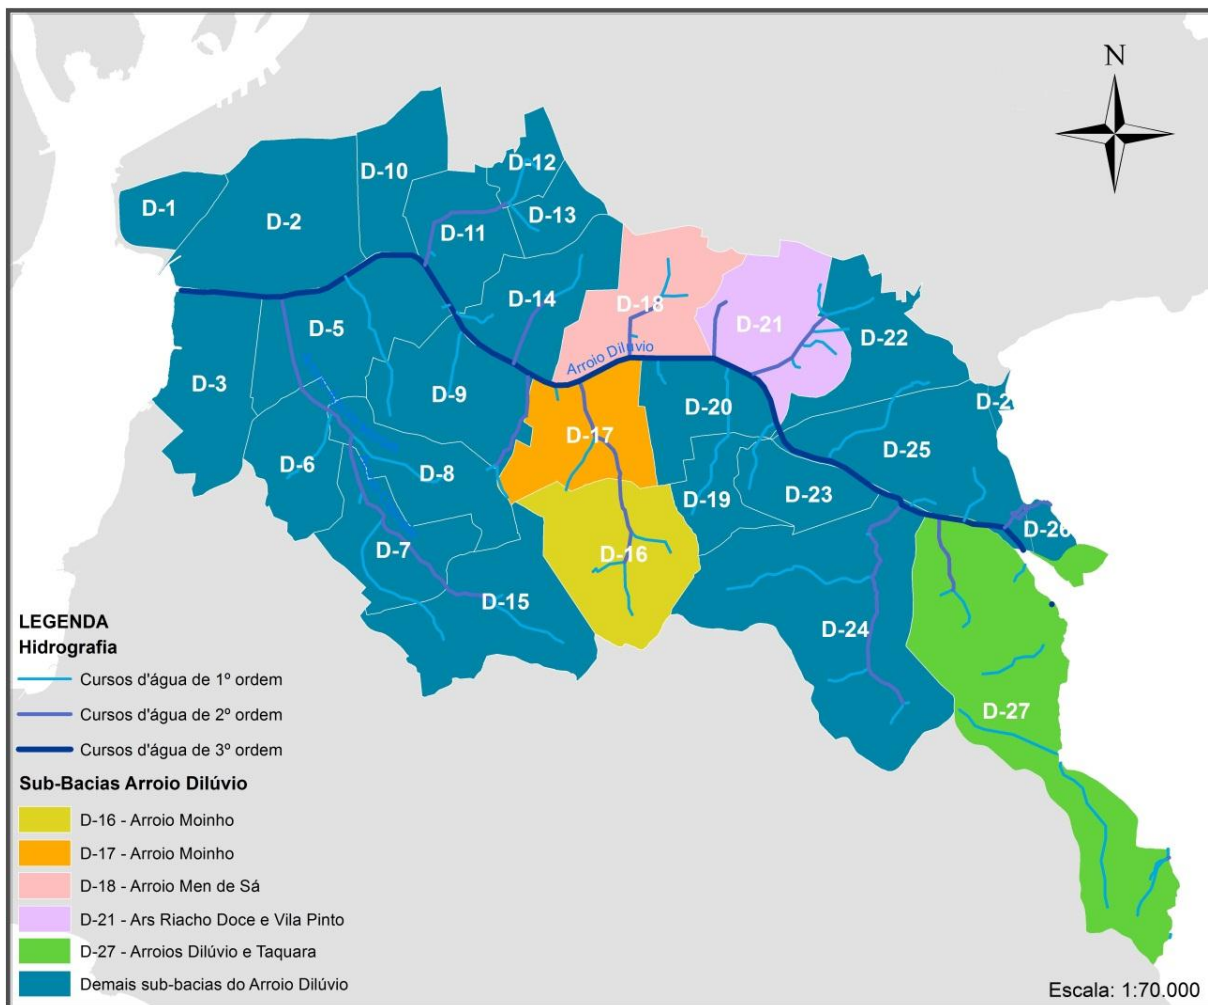 N
D-12
D-10
D-1
D-13
D-2
D-11
D-14
D-18
D-21
D-5
D-22
Arroio Dilúvio
D-3
D-9
D-20
D-2
D-17
D-25
D-6
D-8
D-23
D-19
D-26
D-7
D-16
D-15
D-24
D-27
LEGENDA
Hidrografia
Cursos d'água de 1º ordem
Cursos d'água de 2º ordem
Cursos d'água de 3º ordem
Sub-Bacias Arroio Dilúvio
D-16 - Arroio Moinho
D-17 - Arroio Moinho
D-18 - Arroio Men de Sá
D-21 - Ars Riacho Doce e Vila Pinto
D-27 - Arroios Dilúvio e Taquara
Demais sub-bacias do Arroio Dilúvio
Escala: 1:70.000